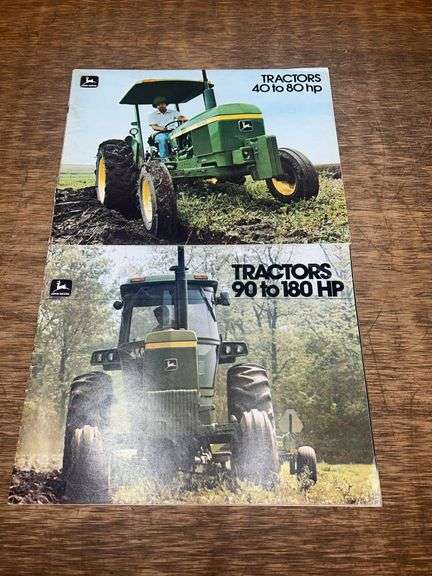 TRACTORS
40 to 80 hp
TRACTORS
90 to 180 HP